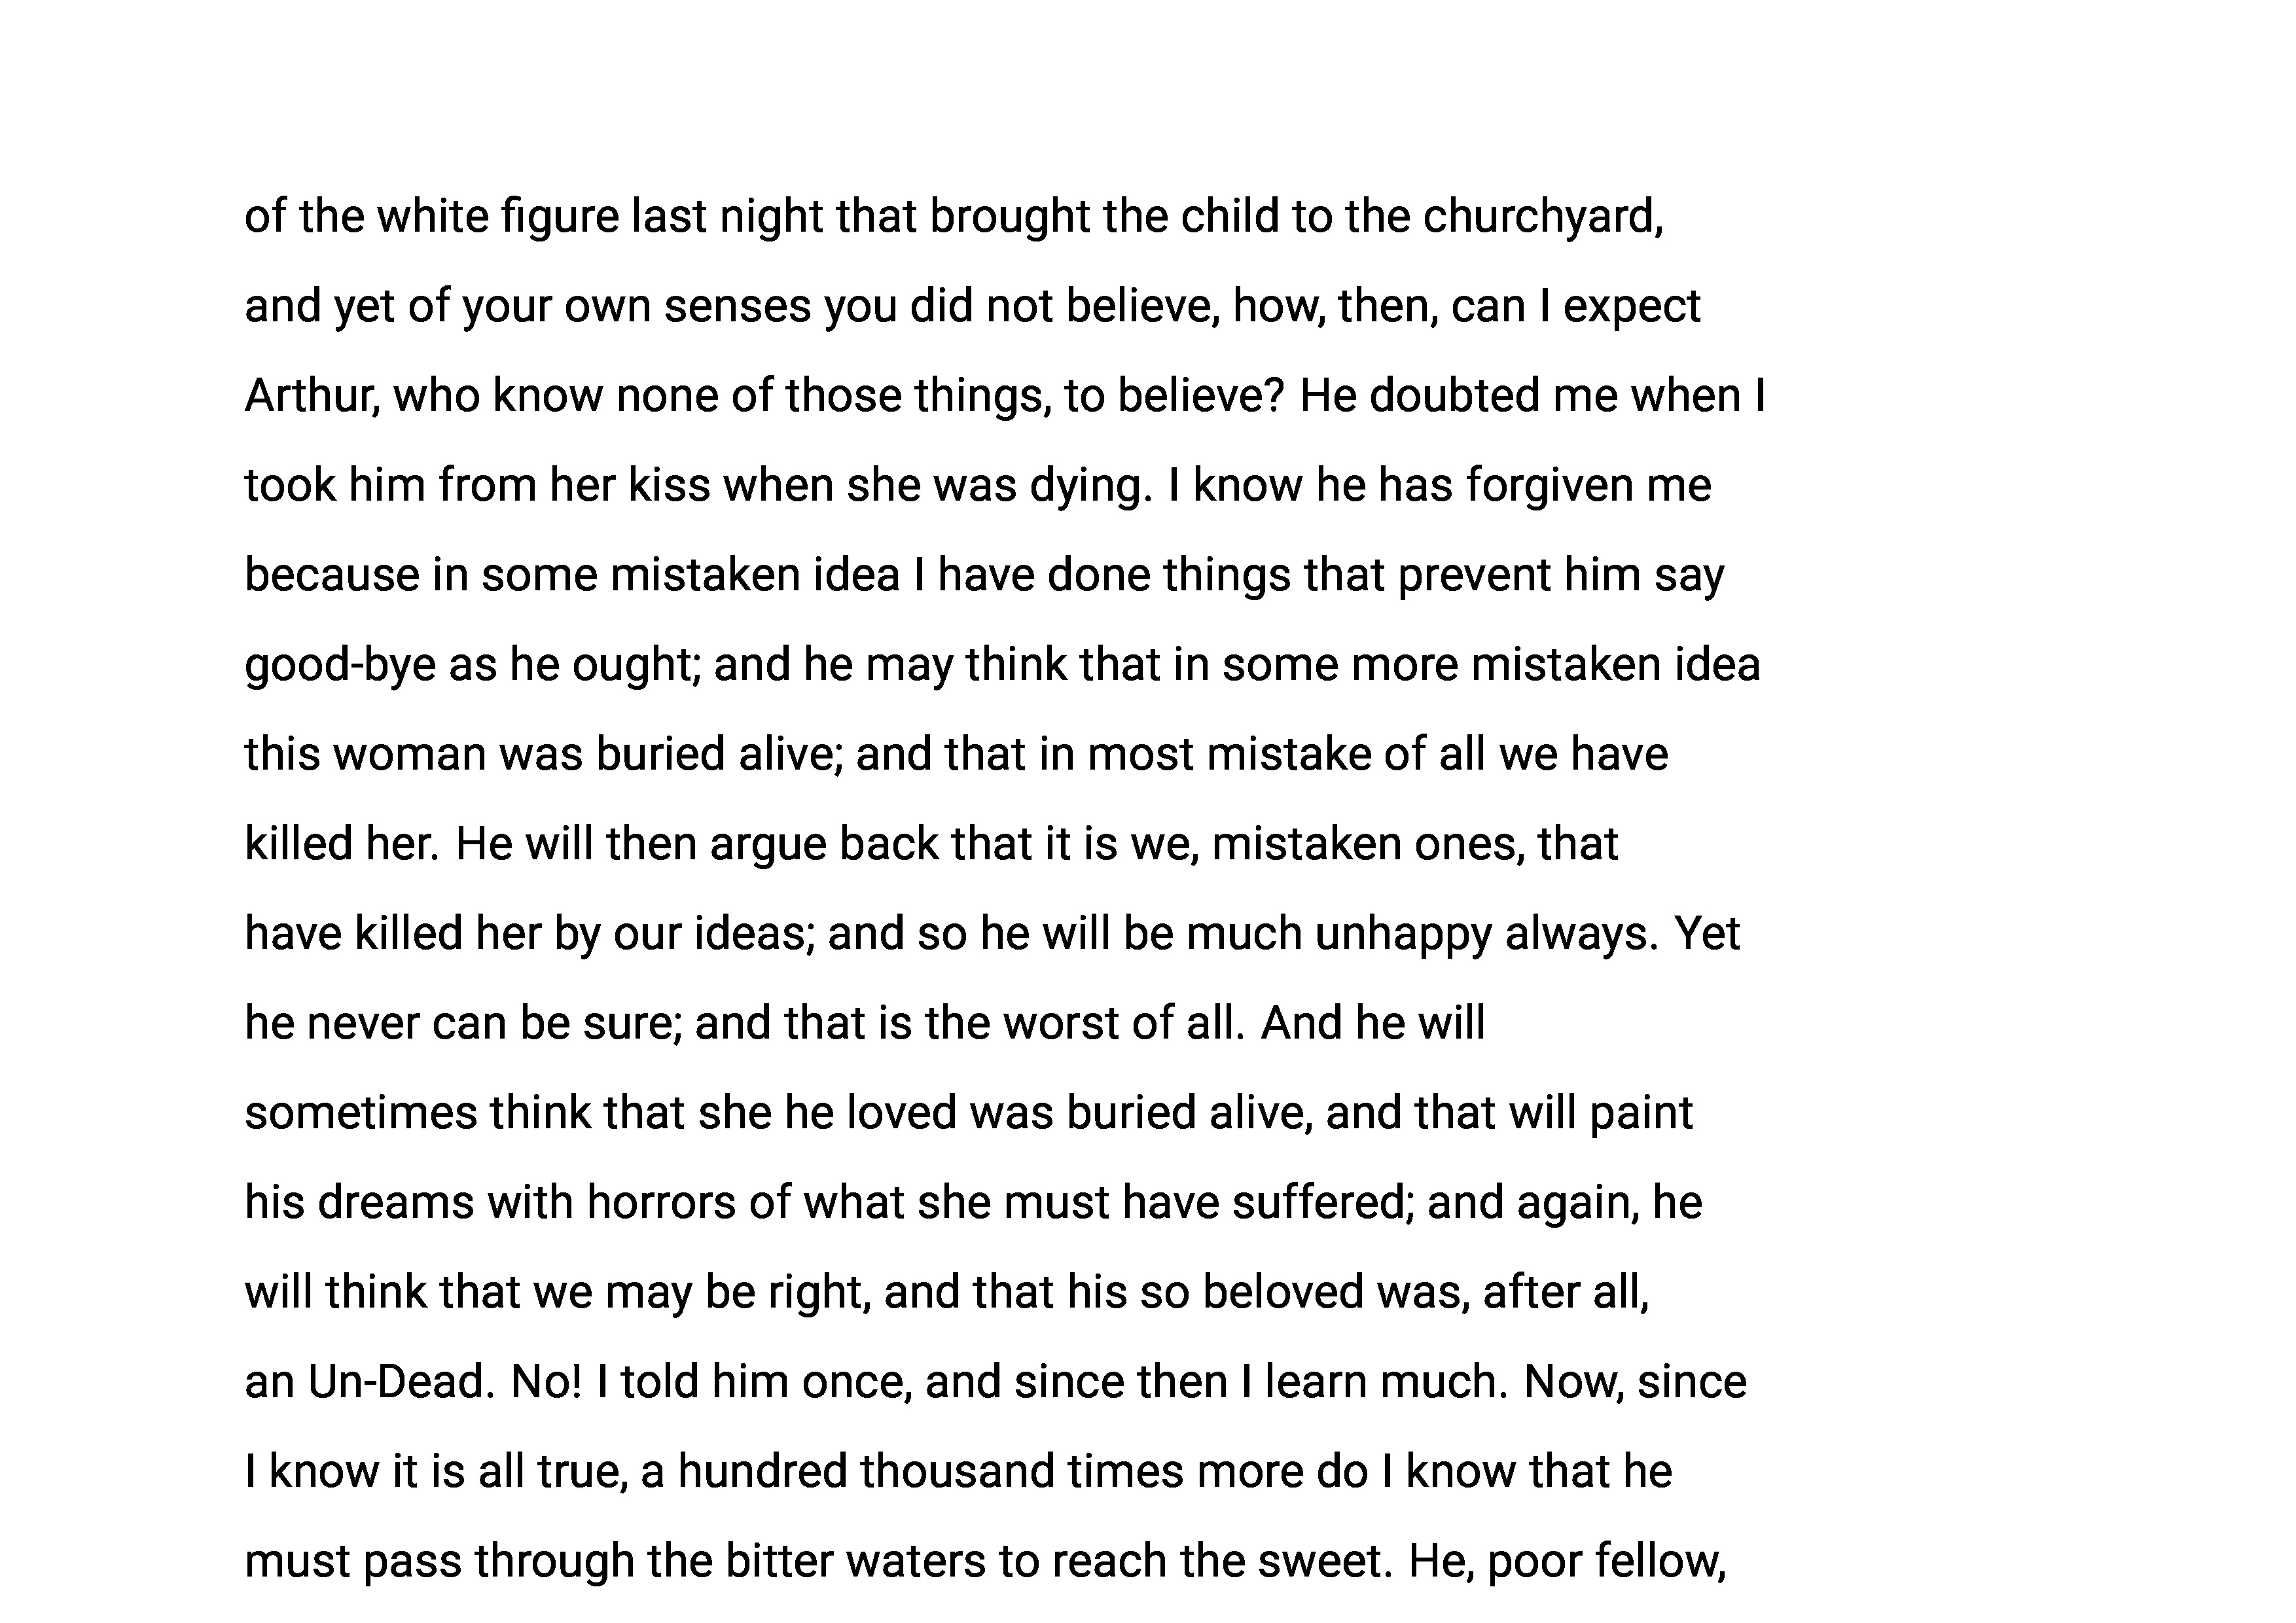 of the white figure last night that brought the child to the churchyard,
and yet of your own senses you did not believe, how, then, can I expect
Arthur, who know none of those things, to believe? He doubted me when I
took him from her kiss when she was dying. I know he has forgiven me
because in some mistaken idea I have done things that prevent him say
good-bye as he ought; and he may think that in some more mistaken idea
this woman was buried alive; and that in most mistake of all we have
killed her. He will then argue back that it is we, mistaken ones, that
have killed her by our ideas; and so he will be much unhappy always. Yet
he never can be sure; and that is the worst of all. And he will
sometimes think that she he loved was buried alive, and that will paint
his dreams with horrors of what she must have suffered; and again, he
will think that we may be right, and that his so beloved was, after all,
an Un-Dead. No! I told him once, and since then I learn much. Now, since
I know it is all true, a hundred thousand times more do I know that he
must pass through the bitter waters to reach the sweet. He, poor fellow,